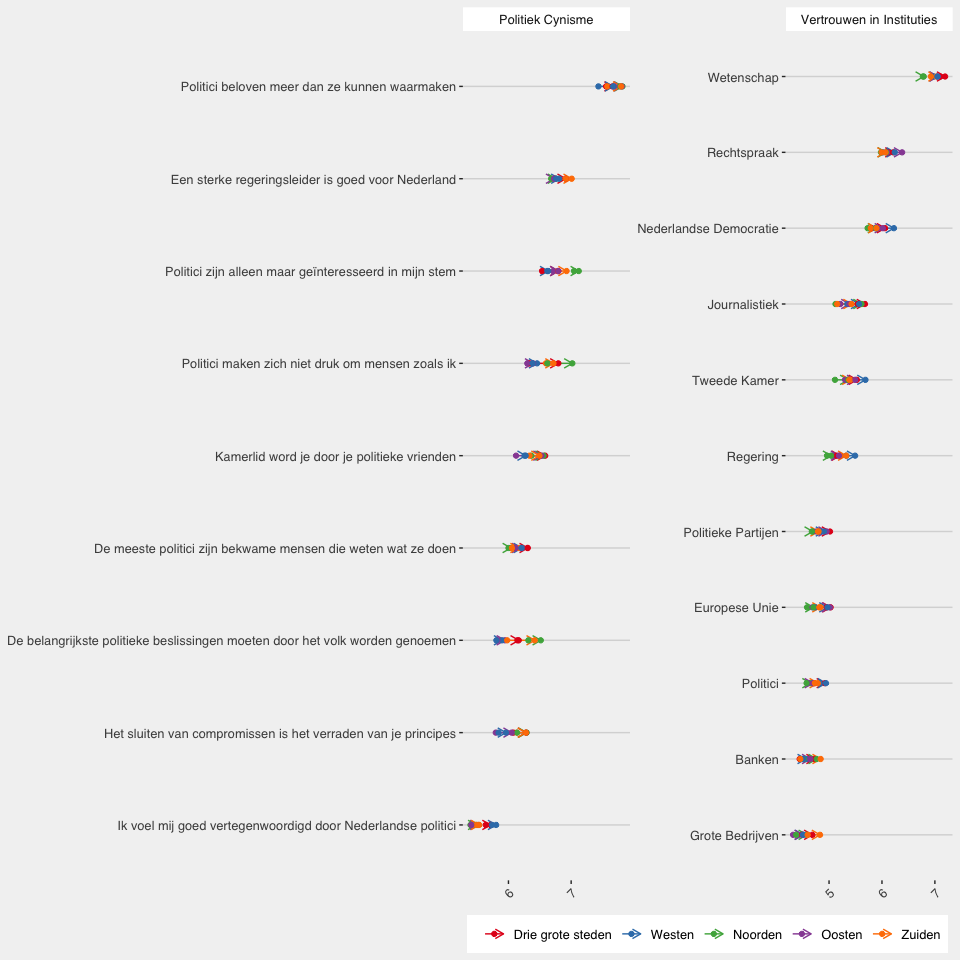 Politiek Cynisme
Politici beloven meer dan ze kunnen waarmaken
Een sterke regeringsleider is goed voor Nederland
Politici zijn alleen maar geïnteresseerd in mijn stem
Politici maken zich niet druk om mensen zoals ik
Kamerlid word je door je politieke vrienden
De meeste politici zijn bekwame mensen die weten wat ze doen
De belangrijkste politieke beslissingen moeten door het volk worden genoemen
Het sluiten van compromissen is het verraden van je principes
Ik voel mij goed vertegenwoordigd door Nederlandse politici
6 7
Vertrouwen in Instituties
Wetenschap
Rechtspraak
Nederlandse Democratie
Journalistiek
Tweede Kamer
Regering
Politieke Partijen
Europese Unie
Politici
Banken
Grote Bedrijven
5 6 7
Drie grote steden Westen Noorden Oosten Zuiden